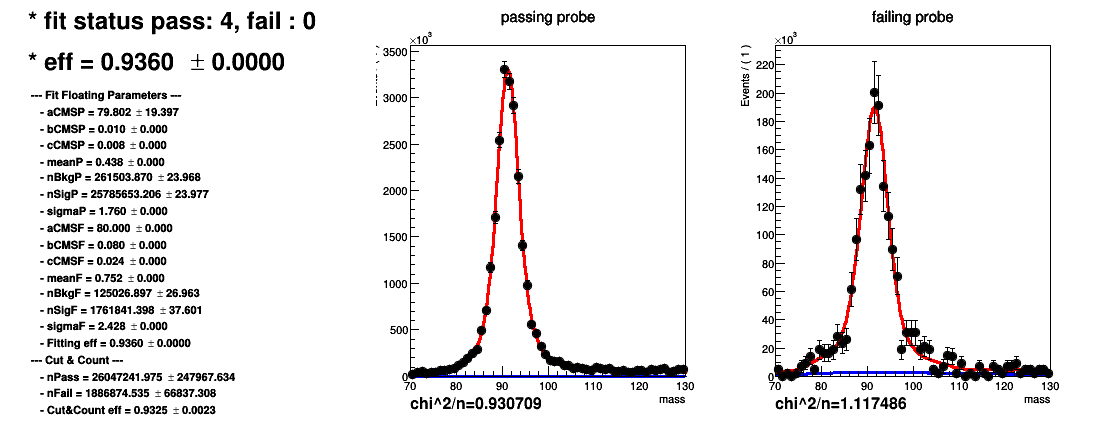 * fit status pass: 4, fail : 0
* eff = 0.9360 ± 0.0000
--- Fit Floating Parameters ---
- aCMSP = 79.802 ± 19.397
- bCMSP = 0.010 ± 0.000
- cCMSP = 0.008 ± 0.000
- meanP = 0.438 ± 0.000
- nBkgP = 261503.870 ± 23.968
- nSigP = 25785653.206 ± 23.977
- sigmaP = 1.760 ± 0.000
- aCMSF = 80.000 ± 0.000
- bCMSF = 0.080 ± 0.000
- cCMSF = 0.024 ± 0.000
- meanF = 0.752 ± 0.000
- nBkgF = 125026.897 ± 26.963
- nSigF = 1761841.398 ± 37.601
- sigmaF = 2.428 ± 0.000
- Fitting eff = 0.9360 ± 0.0000
--- Cut & Count ---
- nPass = 26047241.975 ± 247967.634
- nFail = 1886874.535 ± 66837.308
- Cut&Count eff = 0.9325 ± 0.0023
passing probe
×10³
3500
3000
2500
2000
1500
1000
500
0
70 80 90 100 110 120 130
mass
chi^2/n=0.930709
failing probe
×10³
Events / ( 1 )
220
200
180
160
140
120
100
80
60
40
20
0
70 80 90 100 110 120 130
mass
chi^2/n=1.117486